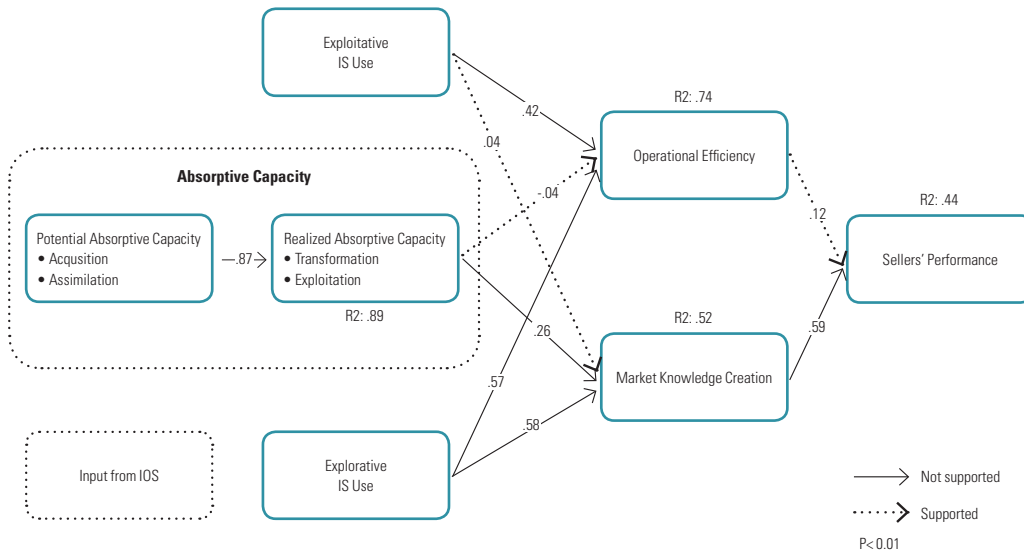 Exploitative
IS Use
R2: .74
.42
Operational Efficiency
.04
-.04
Absorptive Capacity
Potential Absorptive Capacity
• Acqusition
• Assimilation
.87
Realized Absorptive Capacity
• Transformation
• Exploitation
R2: .89
.12
R2: .44
Sellers’ Performance
R2: .52
.26
.59
Market Knowledge Creation
.57
.58
Input from IOS
Explorative
IS Use
Not supported
Supported
P< 0.01